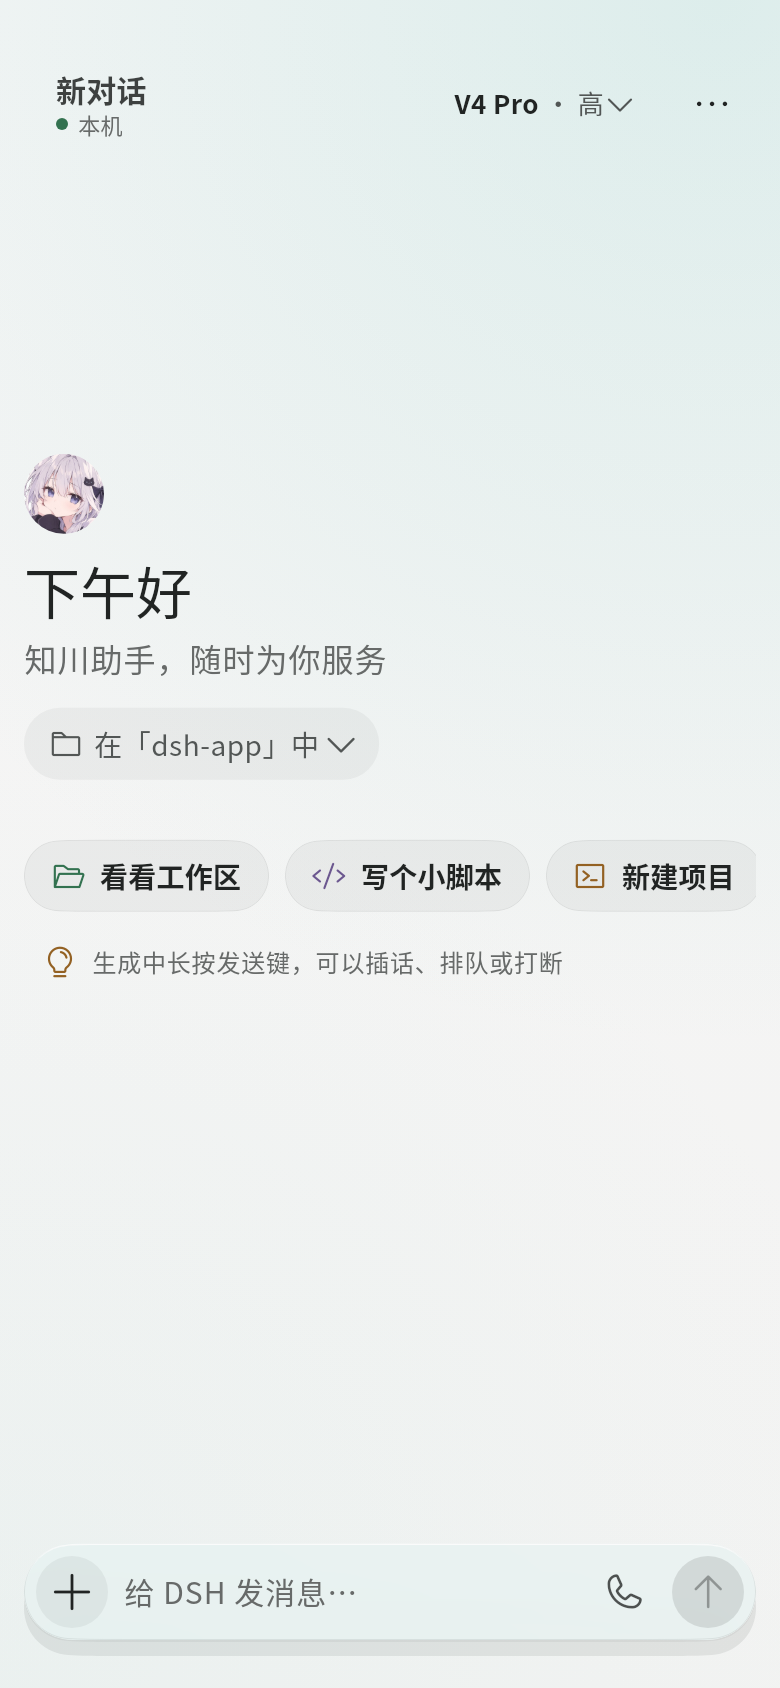 新对话
本机
V4 Pro · 高
下午好
知川助手，随时为你服务
在「dsh-app」中
看看工作区
写个小脚本
新建项目
生成中长按发送键，可以插话、排队或打断
给 DSH 发消息…